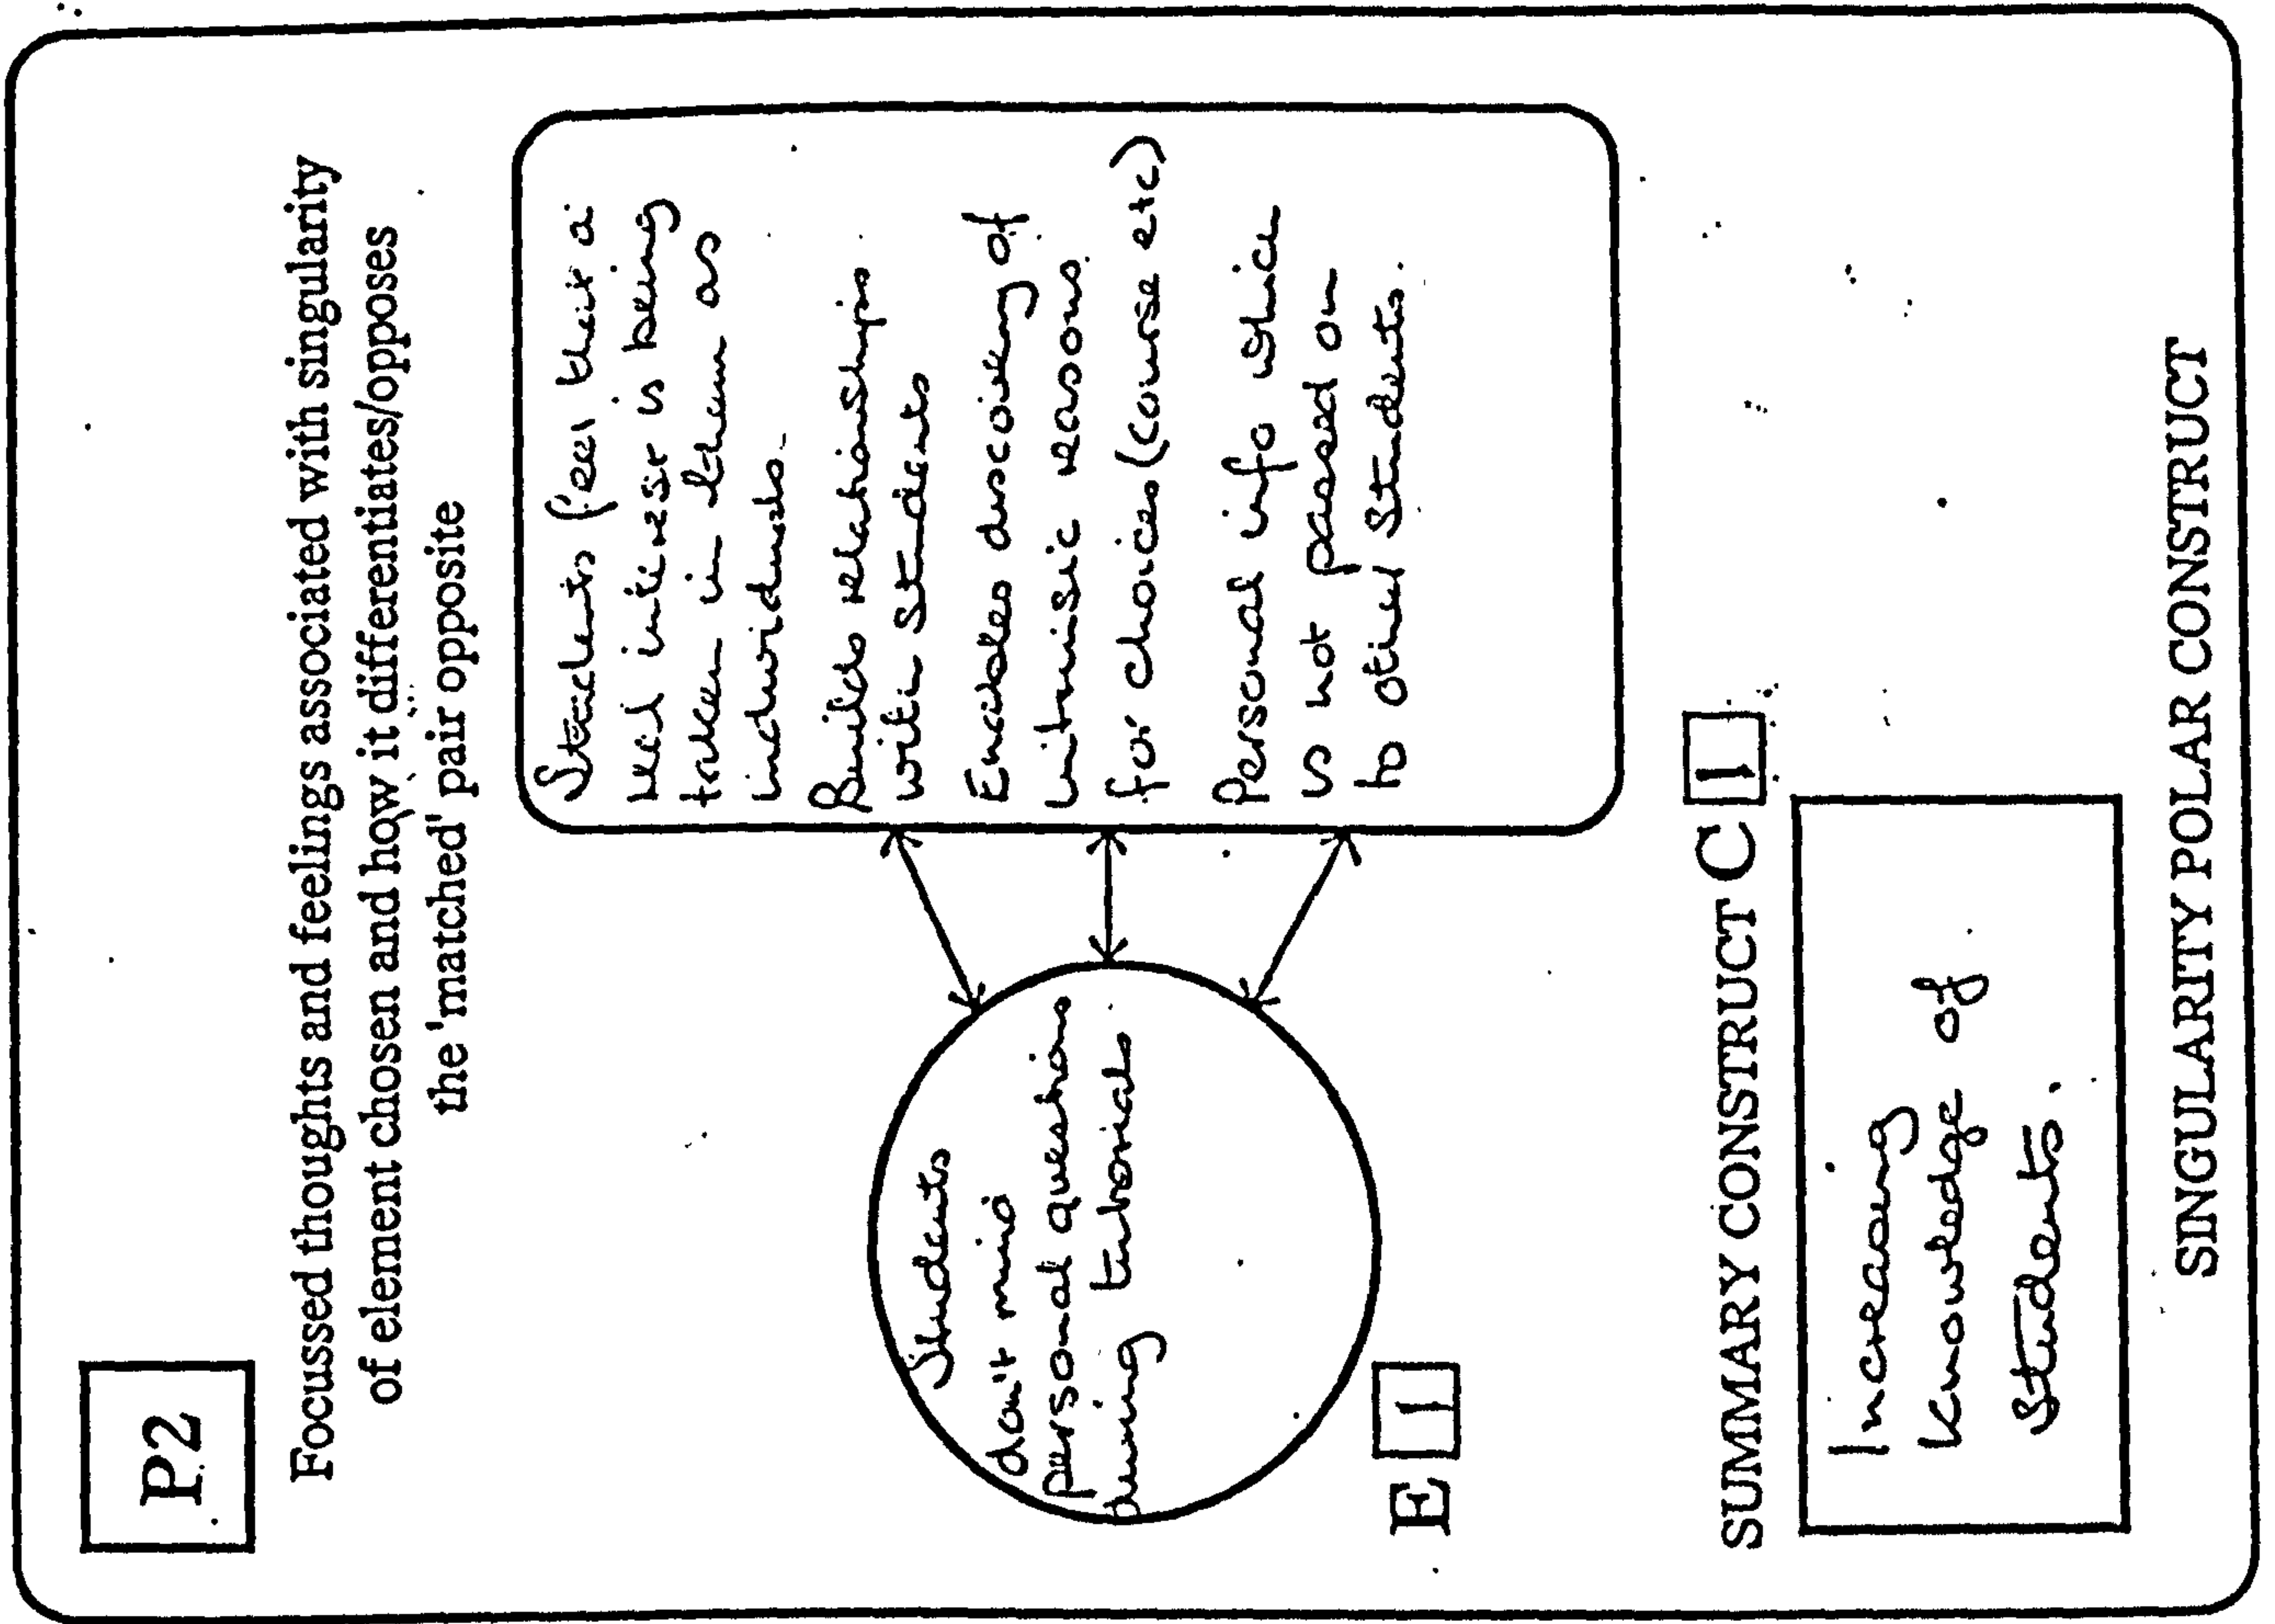 P2
Focussed thoughts and feelings associated with singularity
of element chosen and how it differentiates/opposes
the 'matched' pair opposite
Students feel that a
real interest is being
taken in them as
individuals.
Builds relationships
with students
Enables discovery of
intrinsic reasons
for choices (course etc)
Personal info which
is not passed on
to other students.
Students
don't mind
personal questions
during tutorials
E 1
SUMMARY CONSTRUCT C 1
Increasing
knowledge of
students.
SINGULARITY POLAR CONSTRUCT